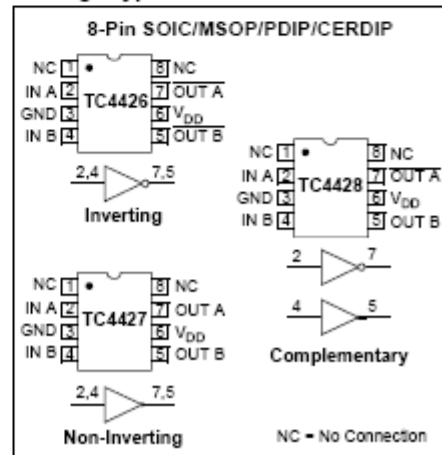 8-Pin SOIC/MSOP/PDIP/CERDIP
NC 1 8 NC
IN A 2 7 OUT A
GND 3 6 VDD
IN B 4 5 OUT B
TC4426
2,4 7,5
Inverting
NC 1 8 NC
IN A 2 7 OUT A
GND 3 6 VDD
IN B 4 5 OUT B
TC4428
2 7
4 5
Complementary
NC 1 8 NC
IN A 2 7 OUT A
GND 3 6 VDD
IN B 4 5 OUT B
TC4427
2,4 7,5
Non-Inverting
NC = No Connection